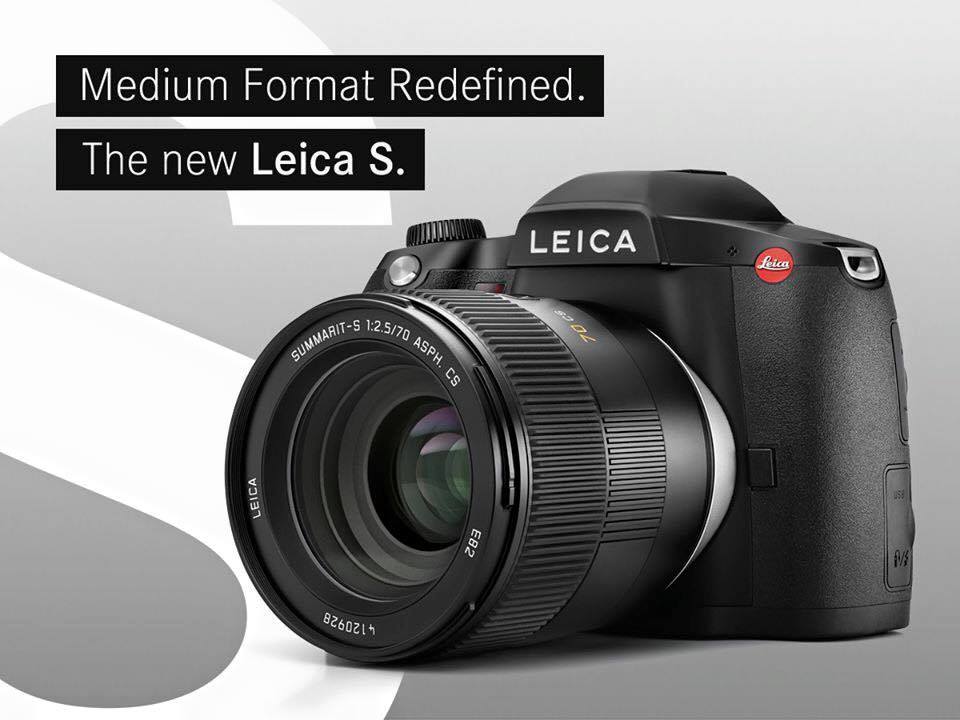 Medium Format Redefined.
The new Leica S.
LEICA
Leica
SUMMARIT-S 1:2.5/70 ASPH. CS
70 CS
LEICA
E82
4120928
USB